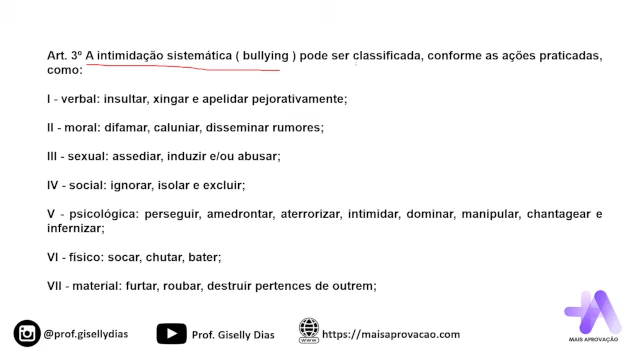 Art. 3º A intimidação sistemática ( bullying ) pode ser classificada, conforme as ações praticadas,
como:
I - verbal: insultar, xingar e apelidar pejorativamente;
II - moral: difamar, caluniar, disseminar rumores;
III - sexual: assediar, induzir e/ou abusar;
IV - social: ignorar, isolar e excluir;
V - psicológica: perseguir, amedrontar, aterrorizar, intimidar, dominar, manipular, chantagear e
infernizar;
VI - físico: socar, chutar, bater;
VII - material: furtar, roubar, destruir pertences de outrem;
@prof.gisellydias
Prof. Giselly Dias
WWW
https://maisaprovacao.com
MAIS APROVAÇÃO